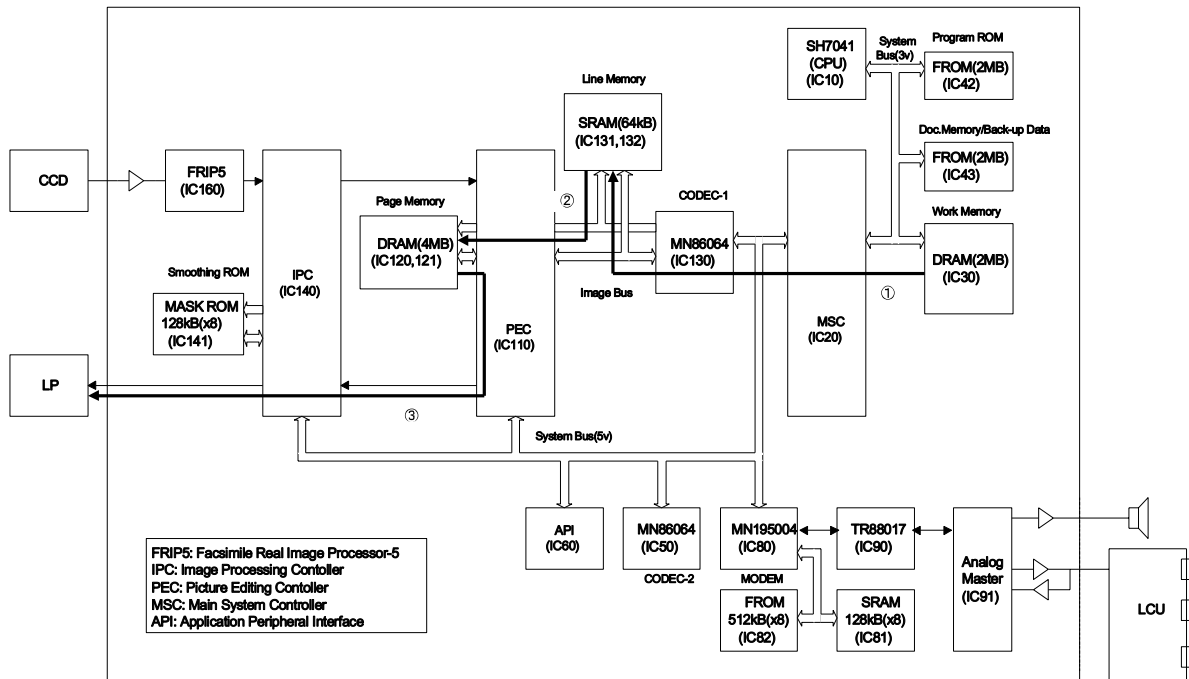 SH7041
(CPU)
(IC10)
System
Bus(3v)
Program ROM
FROM(2MB)
(IC42)
Line Memory
SRAM(64kB)
(IC131,132)
Doc.Memory/Back-up Data
FROM(2MB)
(IC43)
CCD
FRIP5
(IC160)
Page Memory
DRAM(4MB)
(IC120,121)
②
CODEC-1
MN86064
(IC130)
Work Memory
DRAM(2MB)
(IC30)
Smoothing ROM
MASK ROM
128kB(x8)
(IC141)
IPC
(IC140)
PEC
(IC110)
Image Bus
MSC
(IC20)
①
LP
③
System Bus(5v)
API
(IC60)
MN86064
(IC50)
CODEC-2
MN195004
(IC80)
MODEM
TR88017
(IC90)
Analog
Master
(IC91)
FROM
512kB(x8)
(IC82)
SRAM
128kB(x8)
(IC81)
LCU
FRIP5: Facsimile Real Image Processor-5
IPC: Image Processing Contoller
PEC: Picture Editing Cotroller
MSC: Main System Controller
API: Application Peripheral Interface